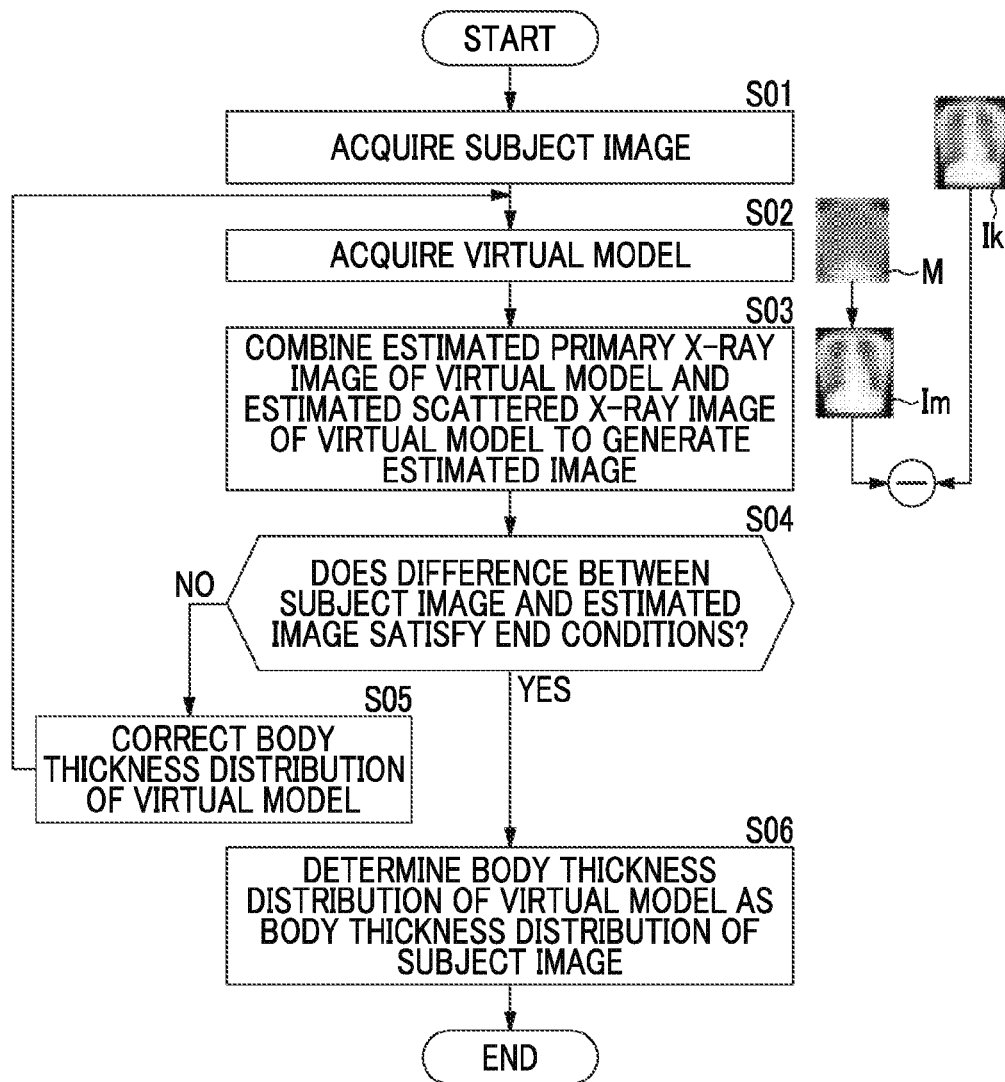 START
S01
ACQUIRE SUBJECT IMAGE
S02
ACQUIRE VIRTUAL MODEL
S03
COMBINE ESTIMATED PRIMARY X-RAY
IMAGE OF VIRTUAL MODEL AND
ESTIMATED SCATTERED X-RAY IMAGE
OF VIRTUAL MODEL TO GENERATE
ESTIMATED IMAGE
Ik
M
Im
S04
DOES DIFFERENCE BETWEEN
SUBJECT IMAGE AND ESTIMATED
IMAGE SATISFY END CONDITIONS?
NO
YES
S05
CORRECT BODY
THICKNESS DISTRIBUTION
OF VIRTUAL MODEL
S06
DETERMINE BODY THICKNESS
DISTRIBUTION OF VIRTUAL MODEL AS
BODY THICKNESS DISTRIBUTION OF
SUBJECT IMAGE
END